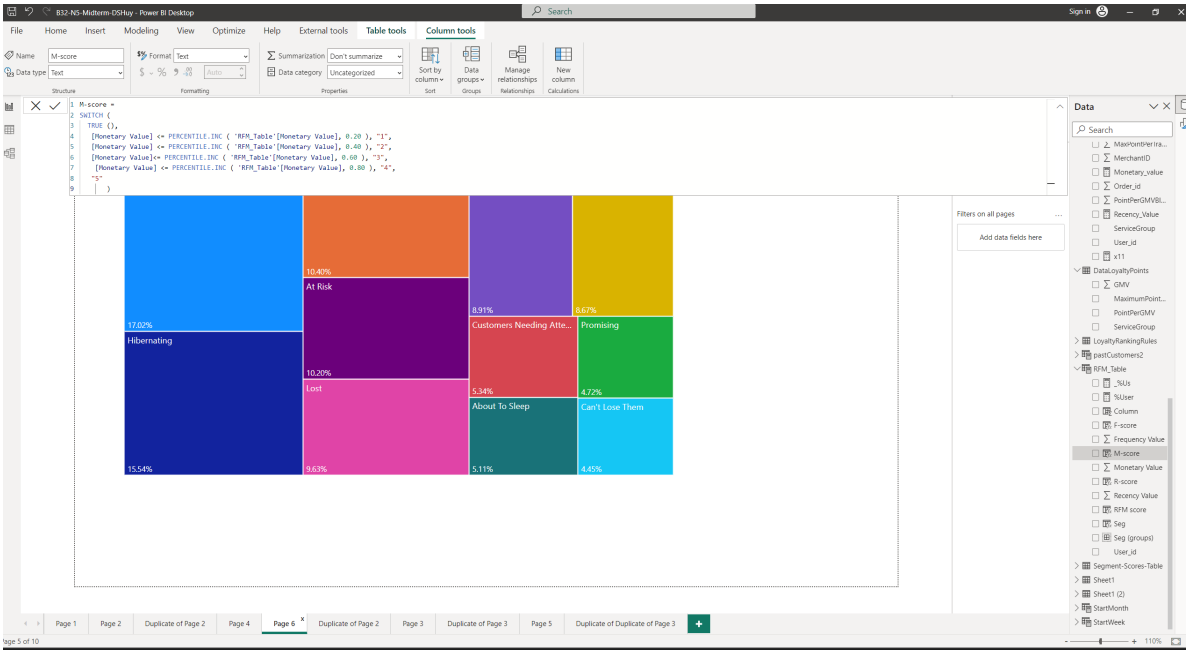 B32-N5-Midterm-DSHuy - Power BI Desktop
Search
Sign in
File Home Insert Modeling View Optimize Help External tools Table tools Column tools
Name M-score
Data type Text
Structure
Format Text
$ % Auto
Formatting
Summarization Don't summarize
Data category Uncategorized
Properties
Sort by
column
Sort
Data
groups
Groups
Manage
relationships
Relationships
New
column
Calculations
1 M-score =
2 SWITCH (
3 TRUE (),
4 [Monetary Value] <= PERCENTILE.INC ( 'RFM_Table'[Monetary Value], 0.20 ), "1",
5 [Monetary Value] <= PERCENTILE.INC ( 'RFM_Table'[Monetary Value], 0.40 ), "2",
6 [Monetary Value]<= PERCENTILE.INC ( 'RFM_Table'[Monetary Value], 0.60 ), "3",
7 [Monetary Value] <= PERCENTILE.INC ( 'RFM_Table'[Monetary Value], 0.80 ), "4",
8 "5"
9 )
17.02%
Hibernating
15.54%
10.40%
At Risk
10.20%
Lost
9.63%
8.91%
8.67%
Customers Needing Atte...
5.34%
Promising
4.72%
About To Sleep
5.11%
Can't Lose Them
4.45%
Filters on all pages ...
Add data fields here
Data
Search
MaxPointPerTra...
MerchantID
Monetary_value
Order_id
PointPerGMVBI...
Recency_Value
ServiceGroup
User_id
x11
DataLoyaltyPoints
GMV
MaximumPoint...
PointPerGMV
ServiceGroup
LoyaltyRankingRules
pastCustomers2
RFM_Table
_%Us
%User
Column
F-score
Frequency Value
M-score
Monetary Value
R-score
Recency Value
RFM score
Seg
Seg (groups)
User_id
Segment-Scores-Table
Sheet1
Sheet1 (2)
StartMonth
StartWeek
Page 1 Page 2 Duplicate of Page 2 Page 4 Page 6 x Duplicate of Page 2 Page 3 Duplicate of Page 3 Page 5 Duplicate of Duplicate of Page 3 +
Page 5 of 10
- + 110%